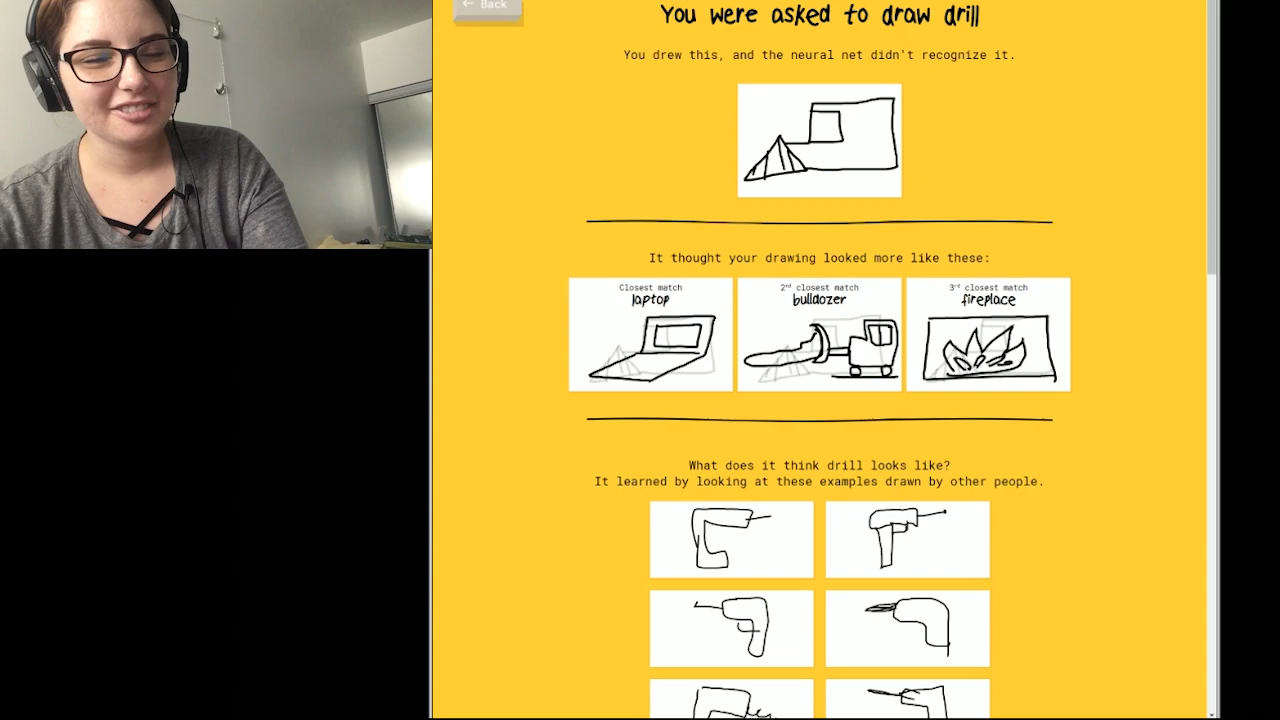 ← Back
You were asked to draw drill
You drew this, and the neural net didn't recognize it.
It thought your drawing looked more like these:
Closest match
laptop
2nd closest match
bulldozer
3rd closest match
fireplace
What does it think drill looks like?
It learned by looking at these examples drawn by other people.